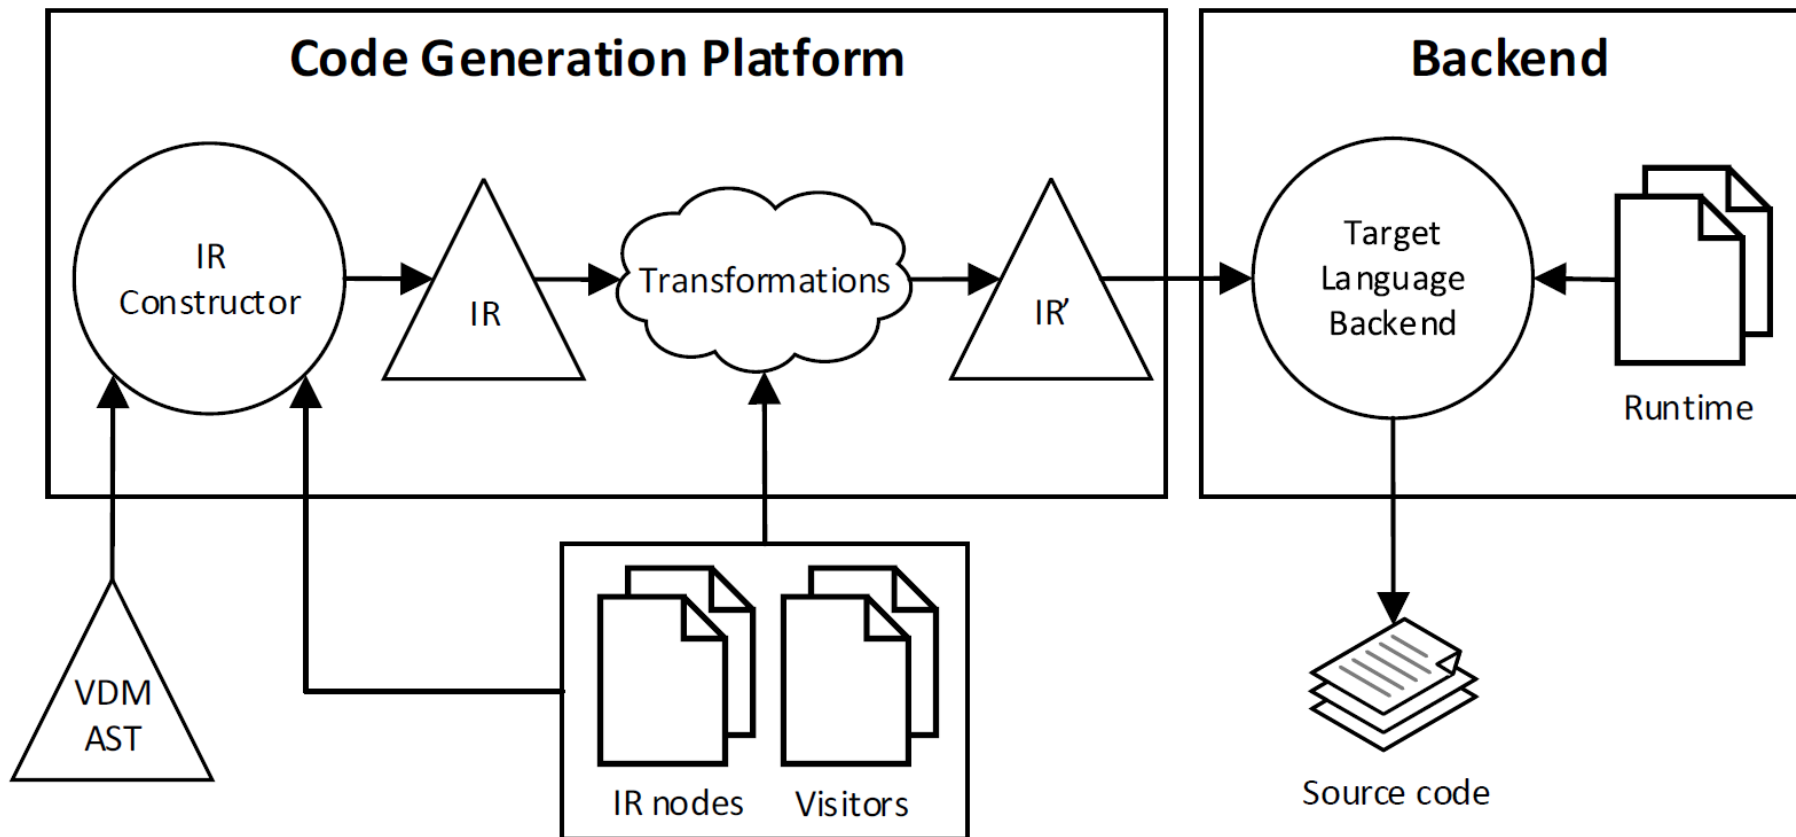 Code Generation Platform
Backend
IR
Constructor
IR
Transformations
IR’
Target
Language
Backend
Runtime
VDM
AST
IR nodes
Visitors
Source code